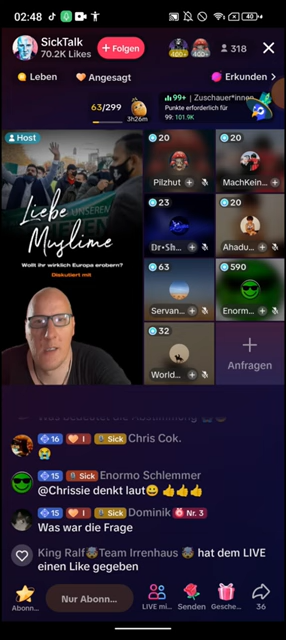 02:48
40
SickTalk
70.2K Likes
+ Folgen
400+
400+
318
Leben
Angesagt
Erkunden
63/299
3h26m
99+ | Zuschauer*innen
Punkte erforderlich für
99: 101.9K
Host
Liebe
Muslime
Wollt ihr wirklich Europa erobern?
Diskutiert mit
20
Pilzhut
20
MachKein...
23
Dr•Sh...
20
Ahadu...
63
Servan...
590
Enorm...
32
World...
Anfragen
16 I Sick Chris Cok.
15 Sick Enormo Schlemmer
@Chrissie denkt laut
15 I Sick Dominik Nr. 3
Was war die Frage
King Ralf Team Irrenhaus hat dem LIVE
einen Like gegeben
Abonn...
Nur Abonn...
LIVE mi...
Senden
Gesche...
36